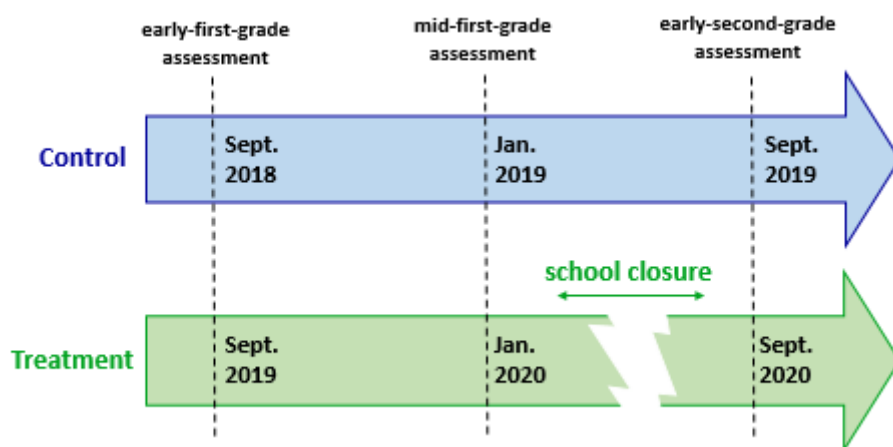 early-first-grade
assessment
mid-first-grade
assessment
early-second-grade
assessment
Control
Sept.
2018
Jan.
2019
Sept.
2019
school closure
Treatment
Sept.
2019
Jan.
2020
Sept.
2020